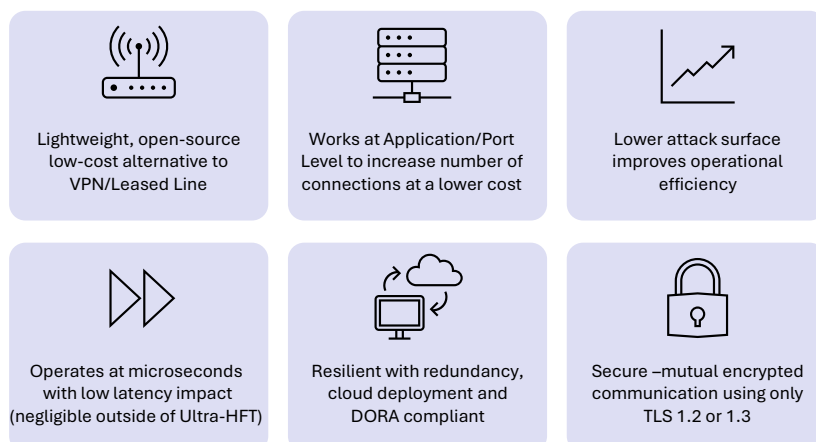 Lightweight, open-source
low-cost alternative to
VPN/Leased Line
Works at Application/Port
Level to increase number of
connections at a lower cost
Lower attack surface
improves operational
efficiency
Operates at microseconds
with low latency impact
(negligible outside of Ultra-HFT)
Resilient with redundancy,
cloud deployment and
DORA compliant
Secure –mutual encrypted
communication using only
TLS 1.2 or 1.3